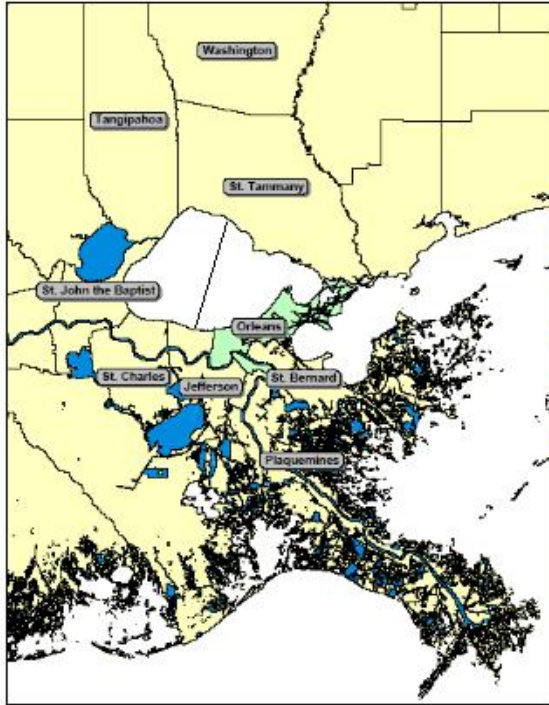 Washington
Tangipahoa
St. Tammany
St. John the Baptist
Orleans
St. Charles
Jefferson
St. Bernard
Plaquemines